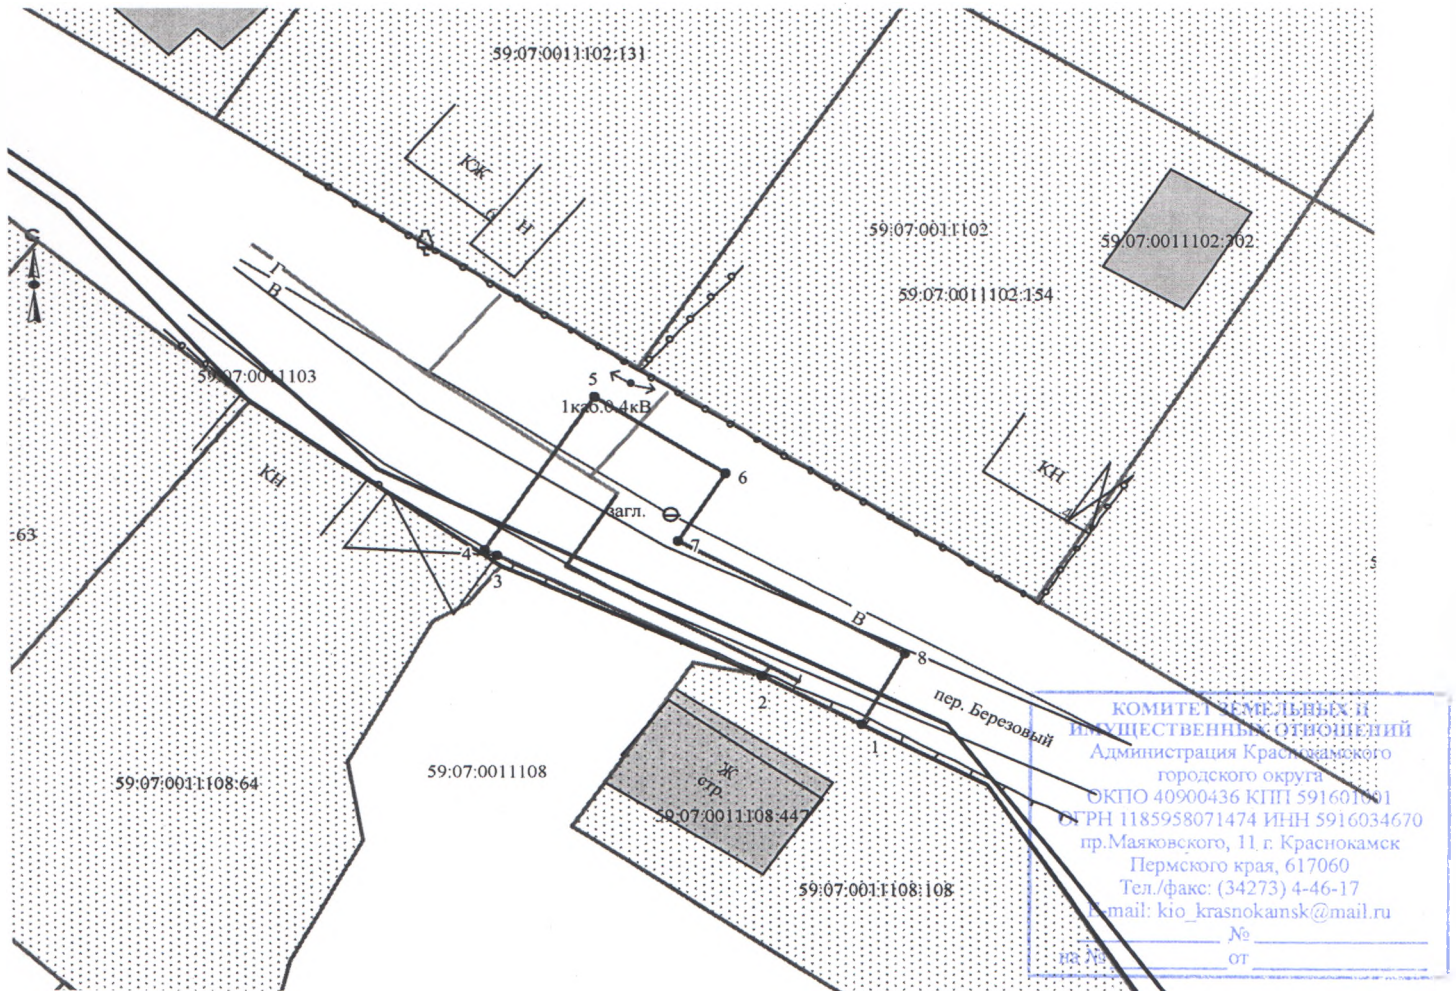 59:07:0011102:131
КЖ
Н
59:07:0011102
59:07:0011102:302
59:07:0011102:154
С
Г
В
59:07:0011103
5
1каб.0.4кВ
6
КН
КН
:63
загл.
7
4
3
5
В
8
2
пер. Березовый
1
59:07:0011108:64
59:07:0011108
Ж
стр.
59:07:0011108:447
59:07:0011108:108
КОМИТЕТ ЗЕМЕЛЬНЫХ И
ИМУЩЕСТВЕННЫХ ОТНОШЕНИЙ
Администрация Краснокамского
городского округа
ОКПО 40900436 КПП 591601001
ОГРН 1185958071474 ИНН 5916034670
пр.Маяковского, 11 г. Краснокамск
Пермского края, 617060
Тел./факс: (34273) 4-46-17
E-mail: kio_krasnokamsk@mail.ru
№
на № от